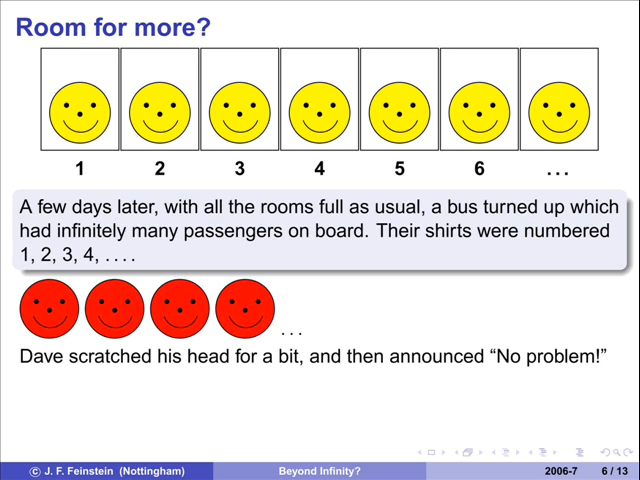 Room for more?
1 2 3 4 5 6 ...
A few days later, with all the rooms full as usual, a bus turned up which
had infinitely many passengers on board. Their shirts were numbered
1, 2, 3, 4, ....
...
Dave scratched his head for a bit, and then announced “No problem!”
© J. F. Feinstein (Nottingham) Beyond Infinity? 2006-7 6 / 13